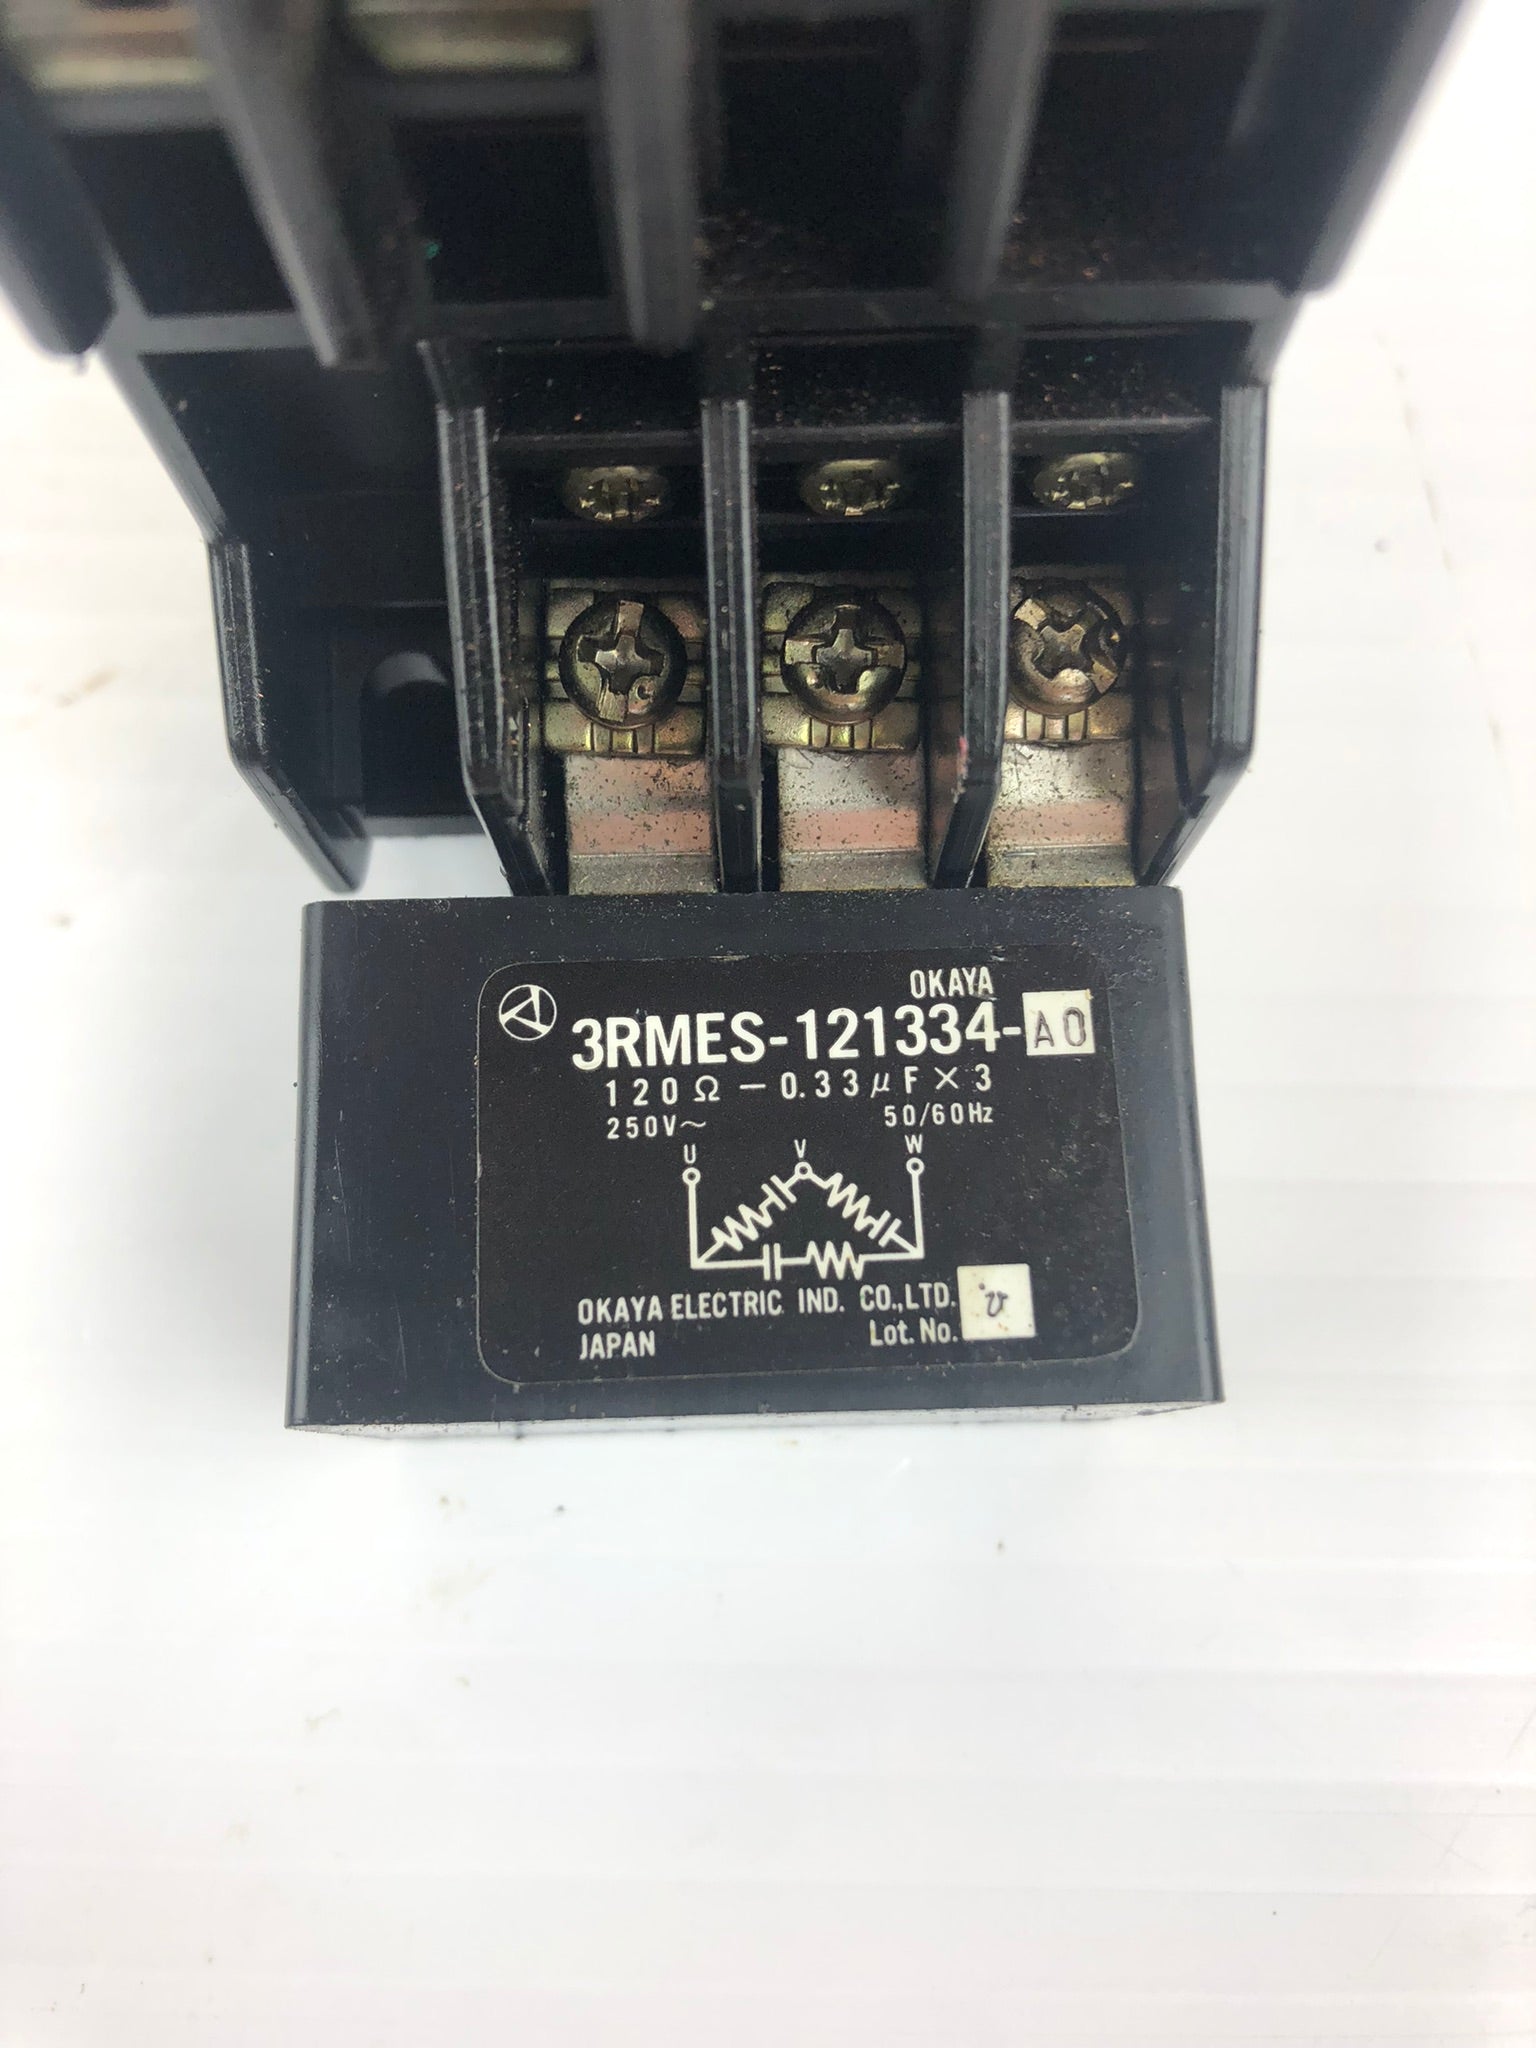 OKAYA
3RMES-121334-A0
120Ω-0.33μF×3
250V~ 50/60Hz
U V W
OKAYA ELECTRIC IND. CO.,LTD.
JAPAN Lot. No. v